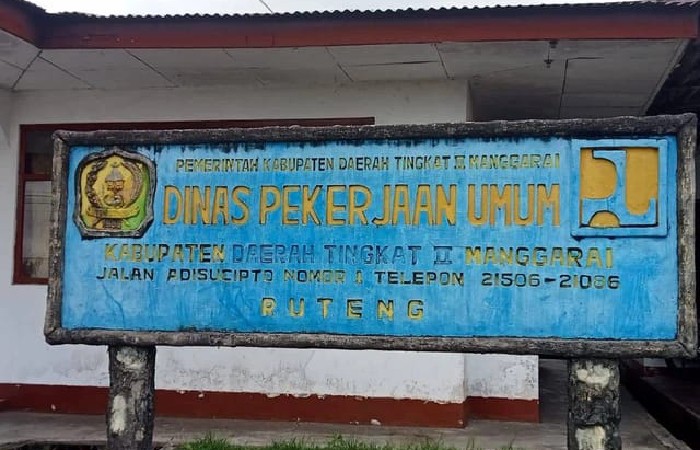 PEMERINTAH KABUPATEN DAERAH TINGKAT II MANGGARAI
DINAS PEKERJAAN UMUM
KABUPATEN DAERAH TINGKAT II MANGGARAI
JALAN ADISUCIPTO NOMOR 1 TELEPON 21506-21086
RUTENG